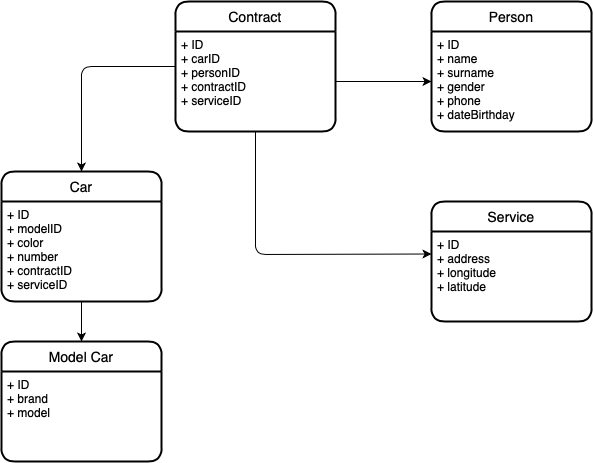 Contract
+ ID
+ carID
+ personID
+ contractID
+ serviceID
Person
+ ID
+ name
+ surname
+ gender
+ phone
+ dateBirthday
Car
+ ID
+ modelID
+ color
+ number
+ contractID
+ serviceID
Service
+ ID
+ address
+ longitude
+ latitude
Model Car
+ ID
+ brand
+ model